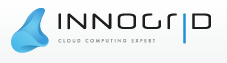 INNOGRID
CLOUD COMPUTING EXPERT